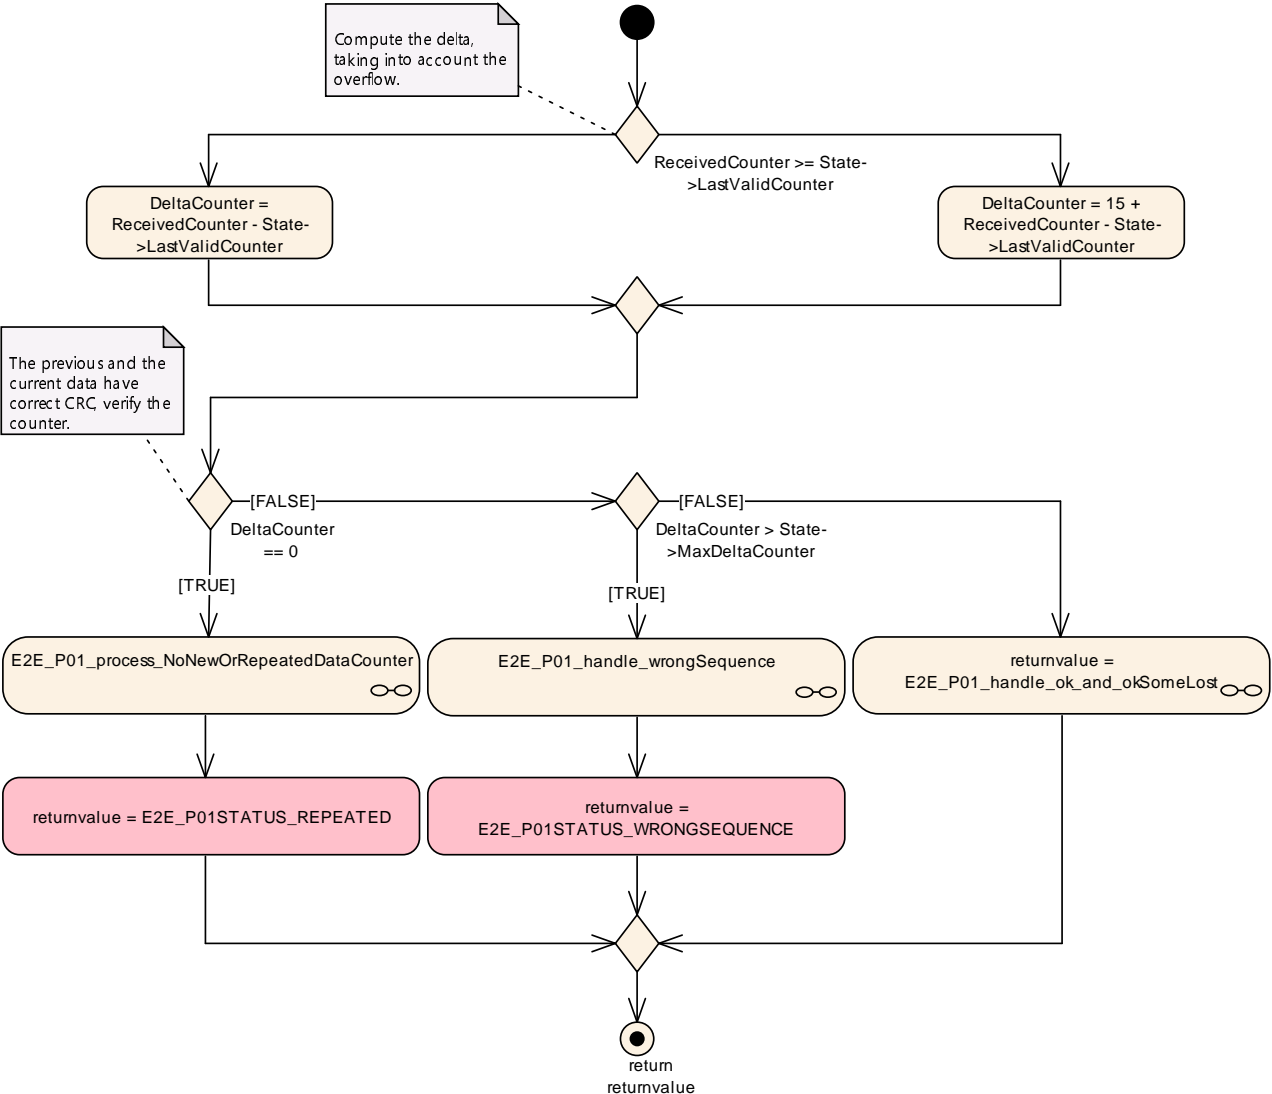 Compute the delta,
taking into account the
overflow.
ReceivedCounter >= State-
>LastValidCounter
DeltaCounter =
ReceivedCounter - State-
>LastValidCounter
DeltaCounter = 15 +
ReceivedCounter - State-
>LastValidCounter
The previous and the
current data have
correct CRC, verify the
counter.
[FALSE]
DeltaCounter
== 0
[TRUE]
[FALSE]
DeltaCounter > State-
>MaxDeltaCounter
[TRUE]
E2E_P01_process_NoNewOrRepeatedDataCounter
E2E_P01_handle_wrongSequence
returnvalue =
E2E_P01_handle_ok_and_okSomeLost
returnvalue = E2E_P01STATUS_REPEATED
returnvalue =
E2E_P01STATUS_WRONGSEQUENCE
return
returnvalue